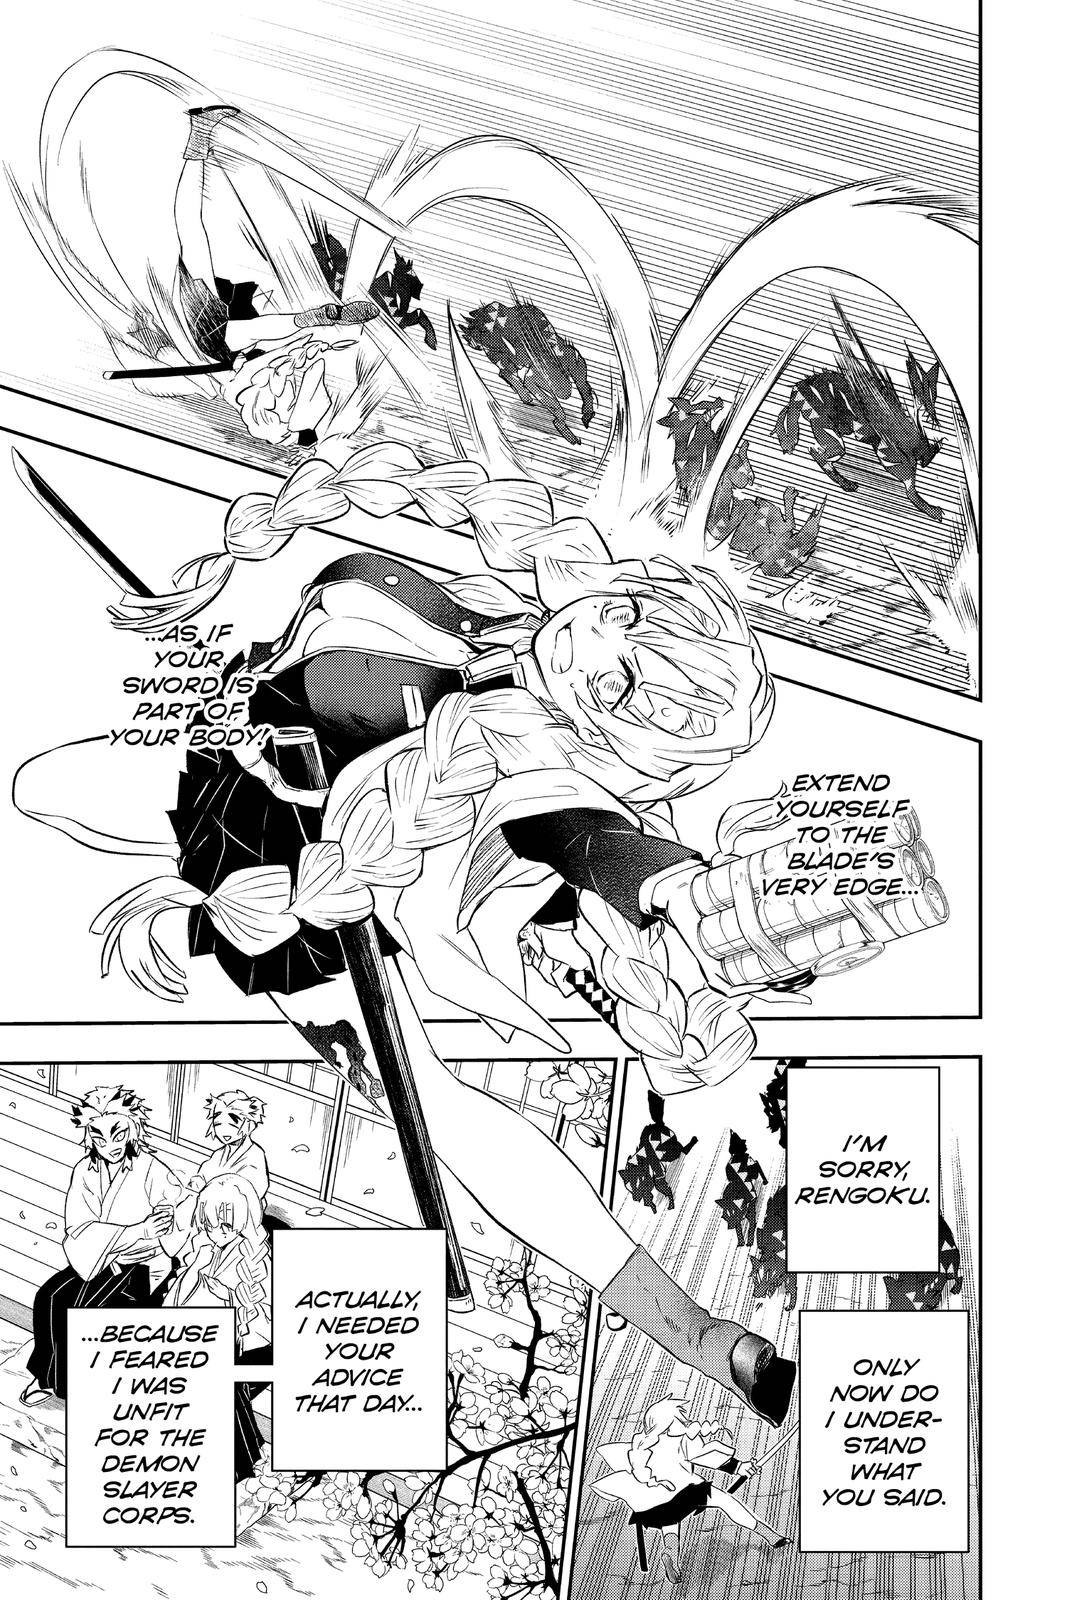 EXTEND
YOURSELF
TO THE
BLADE'S
VERY EDGE...
...AS IF
YOUR
SWORD IS
PART OF
YOUR BODY!
I'M
SORRY,
RENGOKU.
ONLY
NOW DO
I UNDER-
STAND
WHAT
YOU SAID.
ACTUALLY,
I NEEDED
YOUR
ADVICE
THAT DAY...
...BECAUSE
I FEARED
I WAS
UNFIT
FOR THE
DEMON
SLAYER
CORPS.